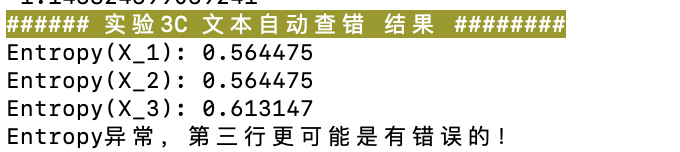 ###### 实验3C 文本自动查错 结果 ########
Entropy(X_1): 0.564475
Entropy(X_2): 0.564475
Entropy(X_3): 0.613147
Entropy异常, 第三行更可能是有错误的!